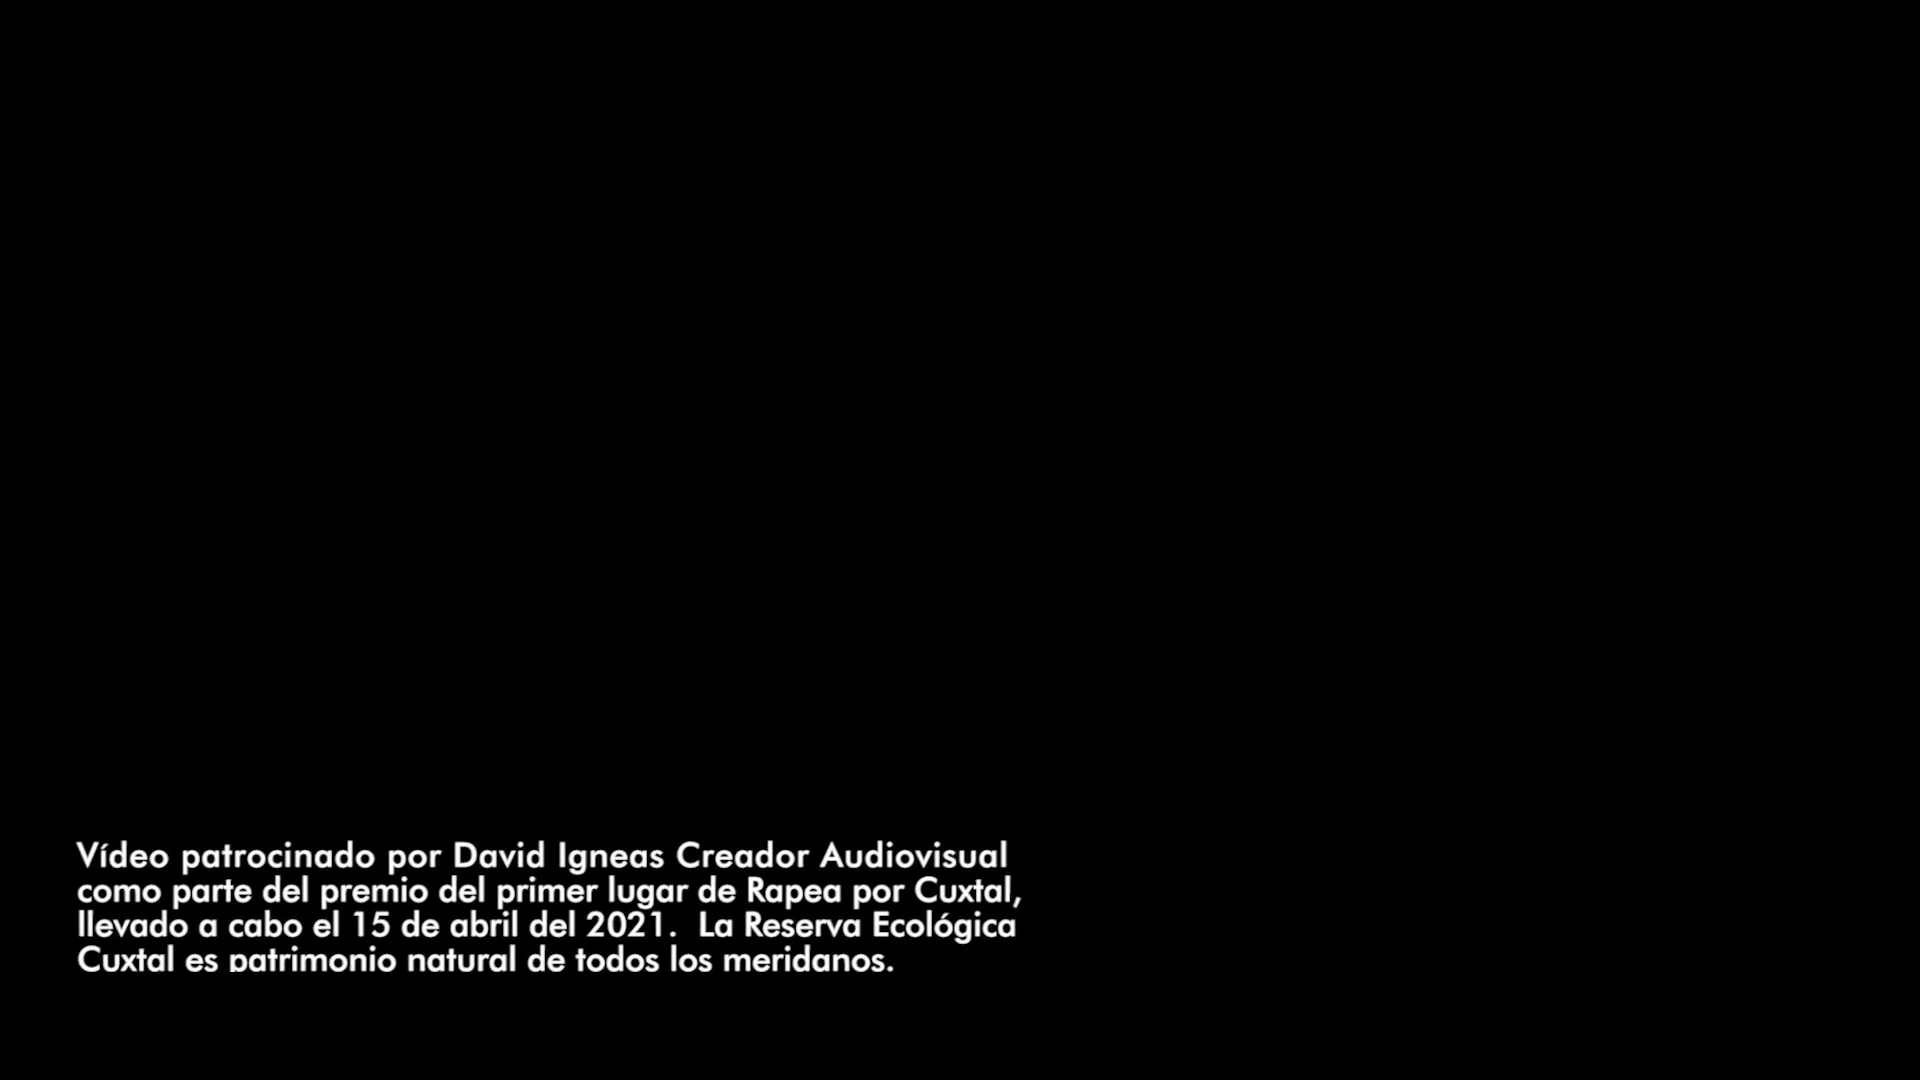 Vídeo patrocinado por David Igneas Creador Audiovisual
como parte del premio del primer lugar de Rapea por Cuxtal,
llevado a cabo el 15 de abril del 2021.  La Reserva Ecológica
Cuxtal es patrimonio natural de todos los meridanos.